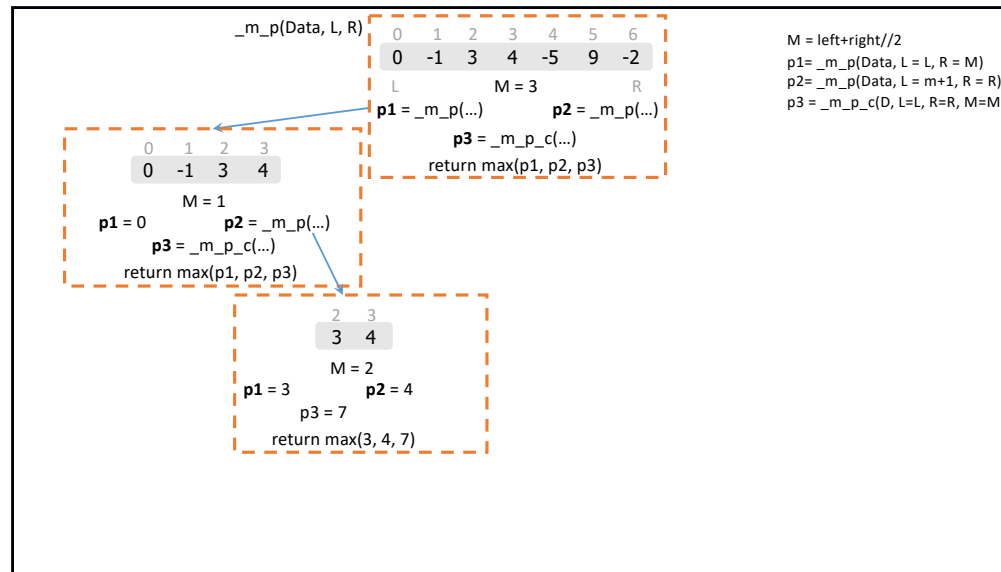 _m_p(Data, L, R)
0 1 2 3 4 5 6
0 -1 3 4 -5 9 -2
L M = 3 R
p1 = _m_p(...) p2 = _m_p(...)
p3 = _m_p_c(...)
return max(p1, p2, p3)
M = left+right//2
p1= _m_p(Data, L = L, R = M)
p2= _m_p(Data, L = m+1, R = R)
p3 = _m_p_c(D, L=L, R=R, M=M
0 1 2 3
0 -1 3 4
M = 1
p1 = 0 p2 = _m_p(...)
p3 = _m_p_c(...)
return max(p1, p2, p3)
2 3
3 4
M = 2
p1 = 3 p2 = 4
p3 = 7
return max(3, 4, 7)